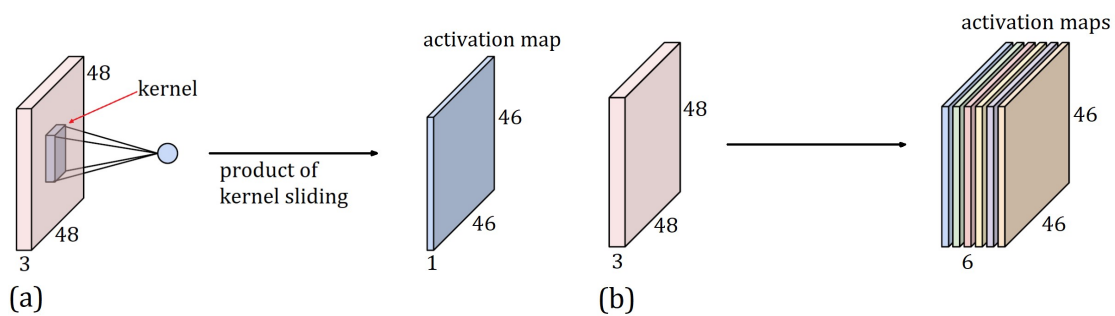 48
kernel
48
3
(a)
product of
kernel sliding
activation map
46
46
1
48
48
3
(b)
activation maps
46
46
6